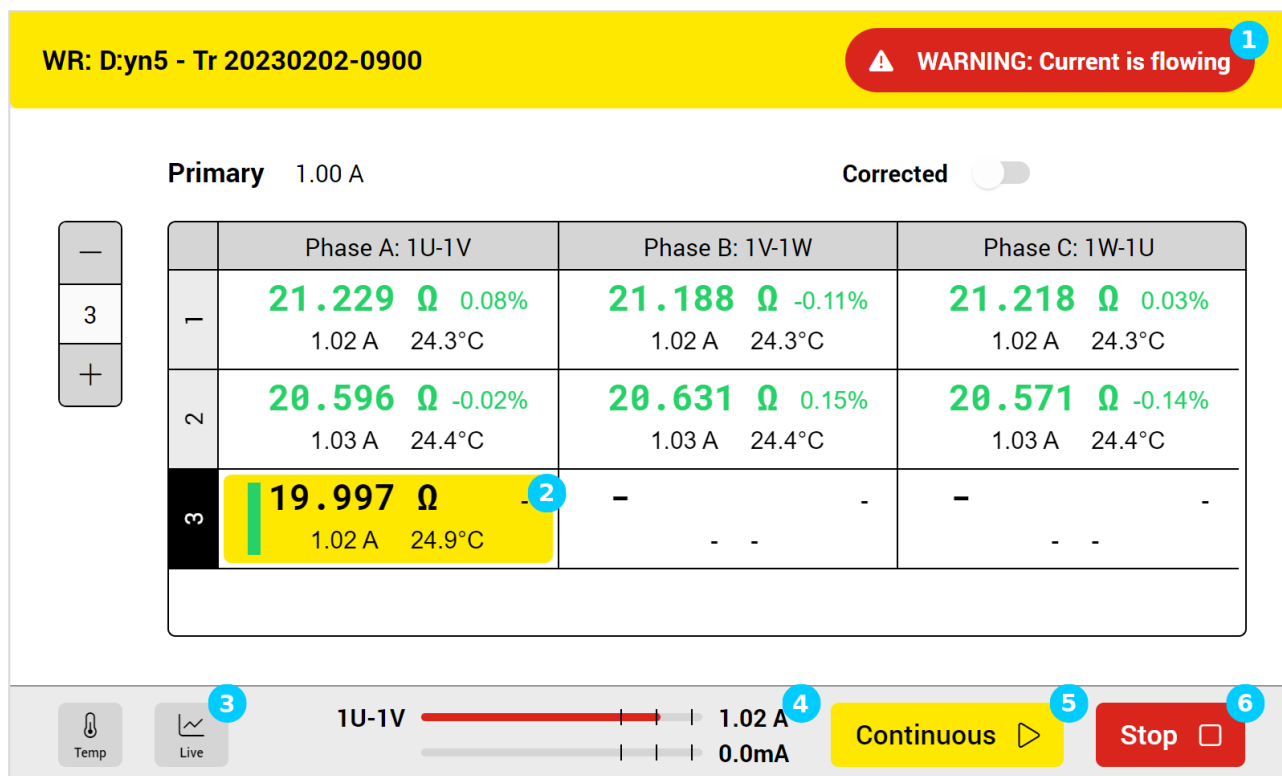 WR: D:yn5 - Tr 20230202-0900
WARNING: Current is flowing
1
Primary 1.00 A
Corrected
Phase A: 1U-1V Phase B: 1V-1W Phase C: 1W-1U
—
3
+
1
21.229 Ω 0.08% 21.188 Ω -0.11% 21.218 Ω 0.03%
1.02 A 24.3°C 1.02 A 24.3°C 1.02 A 24.3°C
2
20.596 Ω -0.02% 20.631 Ω 0.15% 20.571 Ω -0.14%
1.03 A 24.4°C 1.03 A 24.4°C 1.03 A 24.4°C
3
19.997 Ω - 2 - - - -
1.02 A 24.9°C - - - -
Temp
Live
3
1U-1V 1.02 A 4
0.0mA
Continuous 5
Stop 6